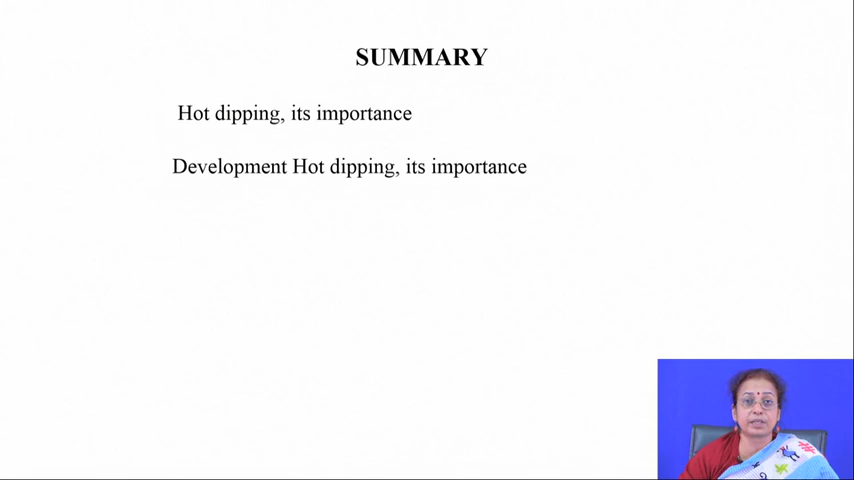 SUMMARY
Hot dipping, its importance
Development Hot dipping, its importance